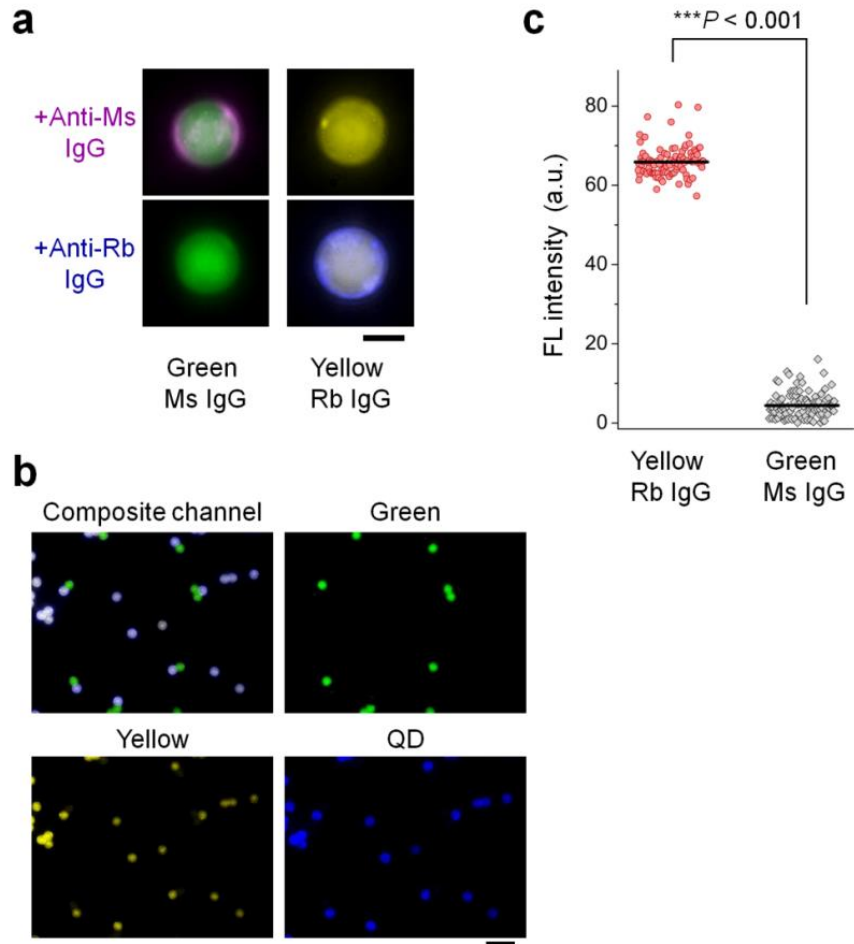 a
+Anti-Ms
IgG
+Anti-Rb
IgG
Green
Ms IgG
Yellow
Rb IgG
b
Composite channel
Green
Yellow
QD
c
***P < 0.001
FL intensity (a.u.)
80
60
40
20
0
Yellow
Rb IgG
Green
Ms IgG